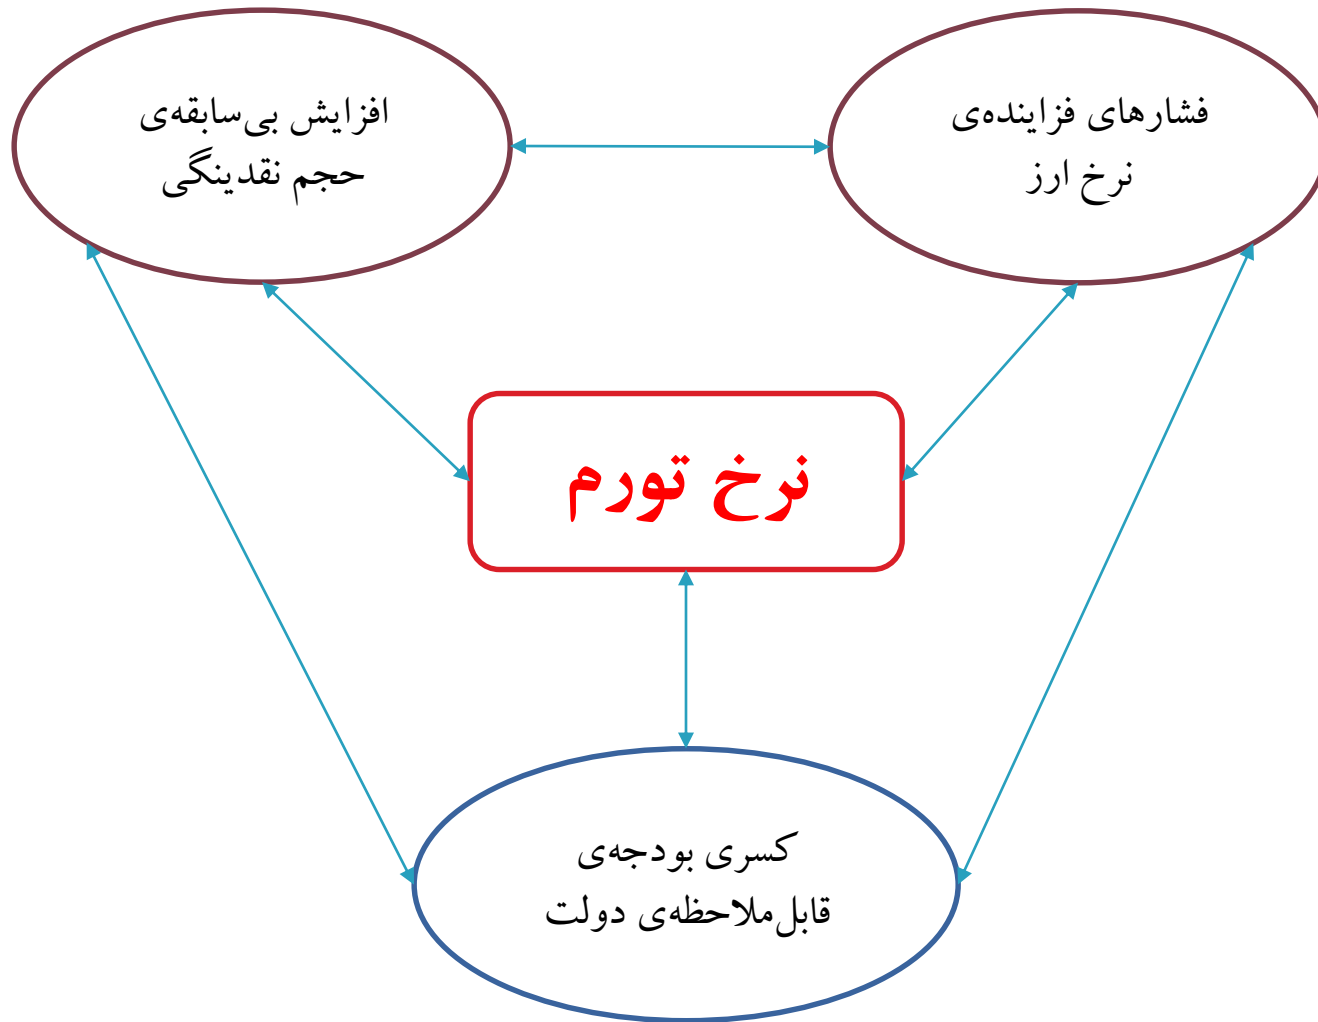 فشارهای فزاینده‌ی
نرخ ارز
افزایش بی‌سابقه‌ی
حجم نقدینگی
نرخ تورم
کسری بودجه‌ی
قابل‌ملاحظه‌ی دولت